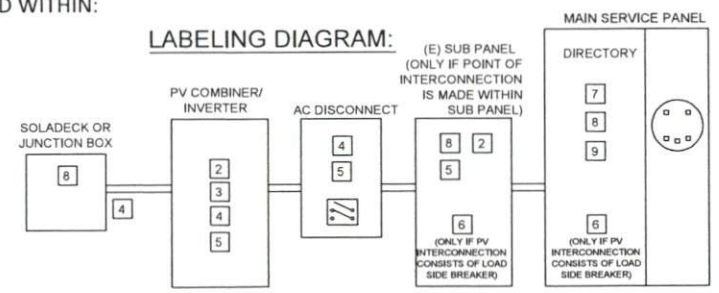 D WITHIN:
LABELING DIAGRAM:
SOLADECK OR
JUNCTION BOX
8
4
PV COMBINER/
INVERTER
2
3
4
5
AC DISCONNECT
4
5
(E) SUB PANEL
(ONLY IF POINT OF
INTERCONNECTION
IS MADE WITHIN
SUB PANEL)
8 2
5
6
(ONLY IF PV
INTERCONNECTION
CONSISTS OF LOAD
SIDE BREAKER)
MAIN SERVICE PANEL
DIRECTORY
7
8
9
6
(ONLY IF PV
INTERCONNECTION
CONSISTS OF LOAD
SIDE BREAKER)